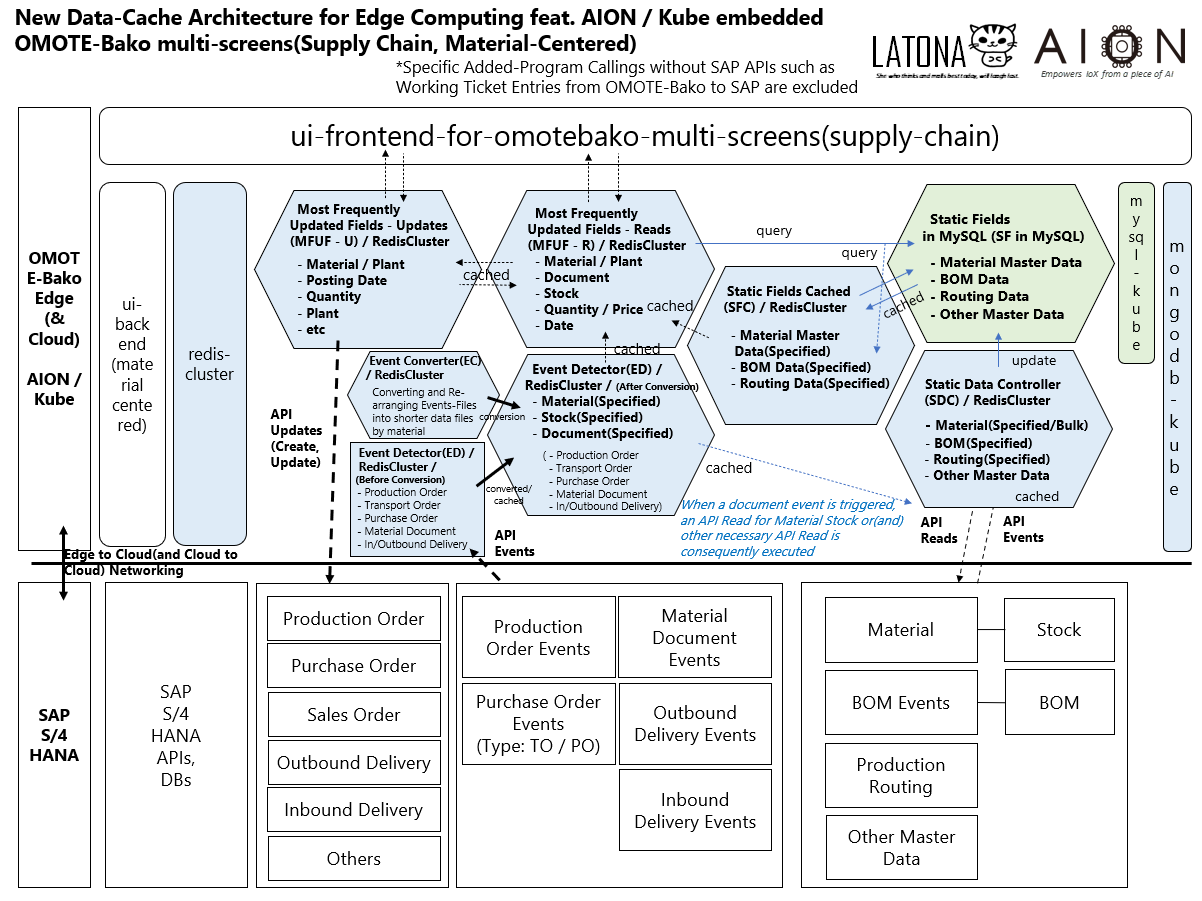 New Data-Cache Architecture for Edge Computing feat. AION / Kube embedded
OMOTE-Bako multi-screens(Supply Chain, Material-Centered)
*Specific Added-Program Callings without SAP APIs such as
Working Ticket Entries from OMOTE-Bako to SAP are excluded
LATONA
She who thinks and molls best today, will laugh last.
AION
Empowers IoX from a piece of AI
ui-frontend-for-omotebako-multi-screens(supply-chain)
OMOT
E-Bako
Edge
(&
Cloud)
AION /
Kube
ui-
back
end
(mate
rial
cente
red)
redis-
cluster
Most Frequently
Updated Fields - Updates
(MFUF - U) / RedisCluster
- Material / Plant
- Posting Date
- Quantity
- Plant
- etc
cached
Most Frequently
Updated Fields - Reads
(MFUF - R) / RedisCluster
- Material / Plant
- Document
- Stock
- Quantity / Price
- Date
query
query
cached
cached
cached
Static Fields Cached
(SFC) / RedisCluster
- Material Master
Data(Specified)
- BOM Data(Specified)
- Routing Data(Specified)
Static Fields
in MySQL (SF in MySQL)
- Material Master Data
- BOM Data
- Routing Data
- Other Master Data
update
Static Data Controller
(SDC) / RedisCluster
- Material(Specified/Bulk)
- BOM(Specified)
- Routing(Specified)
- Other Master Data
cached
m
y
sq
l
-
k
u
b
e
m
o
n
g
o
d
b
-
k
u
b
e
Event Converter(EC)
/ RedisCluster
Converting and Re-
arranging Events-Files
into shorter data files
by material
conversion
Event Detector(ED) /
RedisCluster / (After Conversion)
- Material(Specified)
- Stock(Specified)
- Document(Specified)
( - Production Order
- Transport Order
- Purchase Order
- Material Document
- In/Outbound Delivery)
Event Detector(ED) /
RedisCluster /
(Before Conversion)
- Production Order
- Transport Order
- Purchase Order
- Material Document
- In/Outbound Delivery
converted/
cached
cached
API
Updates
(Create,
Update)
API
Events
When a document event is triggered,
an API Read for Material Stock or(and)
other necessary API Read is
consequently executed
API
Reads
API
Events
Edge to Cloud(and Cloud to
Cloud) Networking
SAP
S/4
HANA
SAP
S/4
HANA
APIs,
DBs
Production Order
Purchase Order
Sales Order
Outbound Delivery
Inbound Delivery
Others
Production
Order Events
Purchase Order
Events
(Type: TO / PO)
Material
Document
Events
Outbound
Delivery Events
Inbound
Delivery Events
Material
Stock
BOM Events
BOM
Production
Routing
Other Master
Data